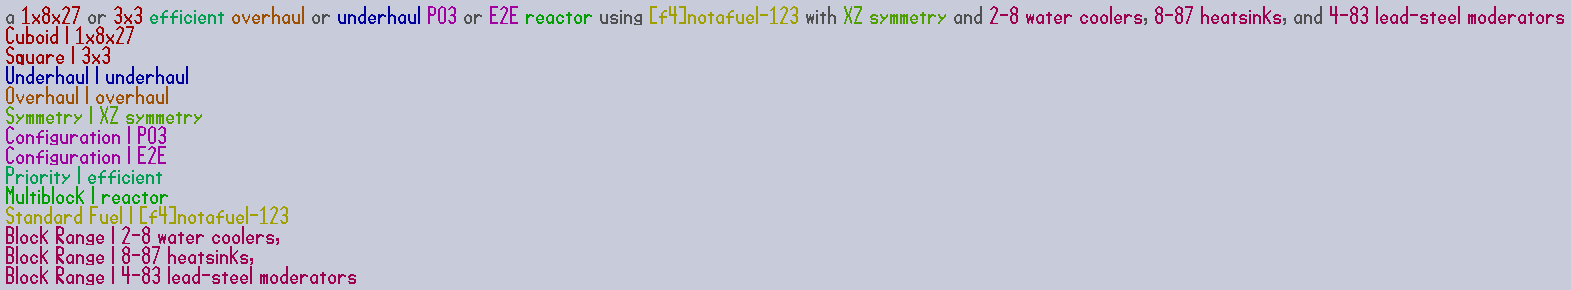 a 1x8x27 or 3x3 efficient overhaul or underhaul PO3 or E2E reactor using [f4]notafuel-123 with XZ symmetry and 2-8 water coolers, 8-87 heatsinks, and 4-83 lead-steel moderators
Cuboid | 1x8x27
Square | 3x3
Underhaul | underhaul
Overhaul | overhaul
Symmetry | XZ symmetry
Configuration | PO3
Configuration | E2E
Priority | efficient
Multiblock | reactor
Standard Fuel | [f4]notafuel-123
Block Range | 2-8 water coolers,
Block Range | 8-87 heatsinks,
Block Range | 4-83 lead-steel moderators